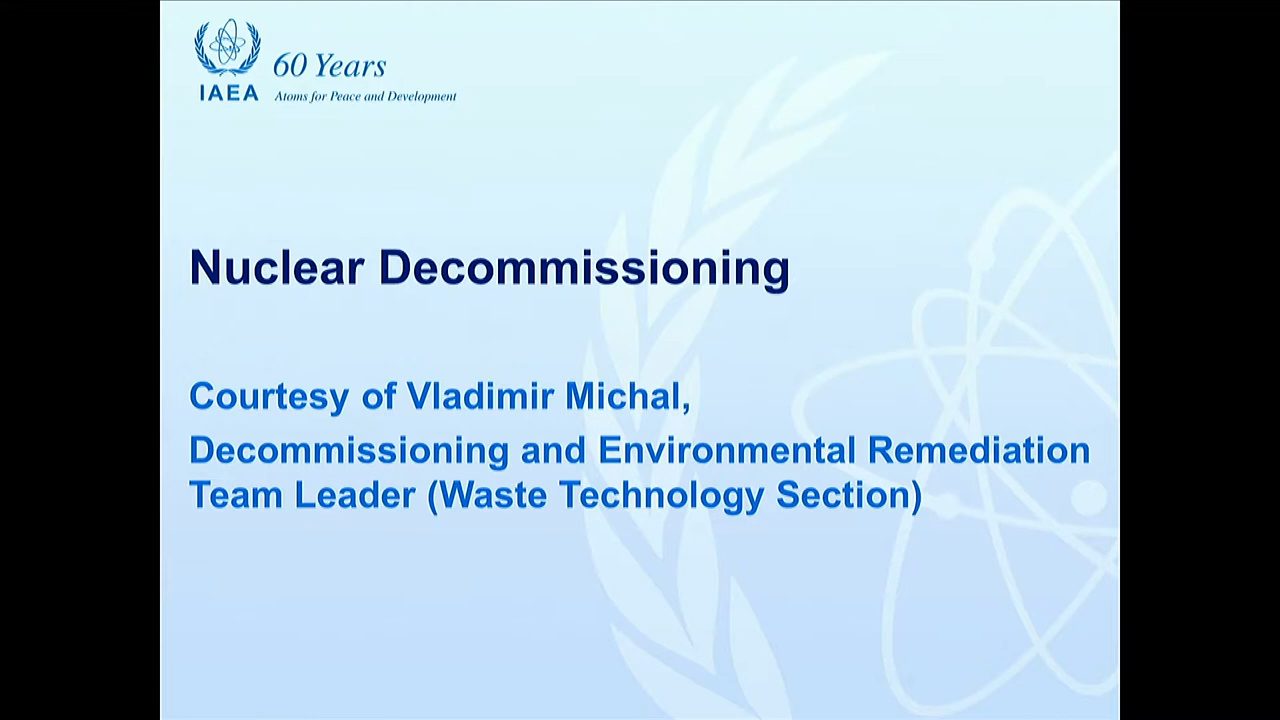 60 Years
IAEA
Atoms for Peace and Development
Nuclear Decommissioning
Courtesy of Vladimir Michal,
Decommissioning and Environmental Remediation
Team Leader (Waste Technology Section)